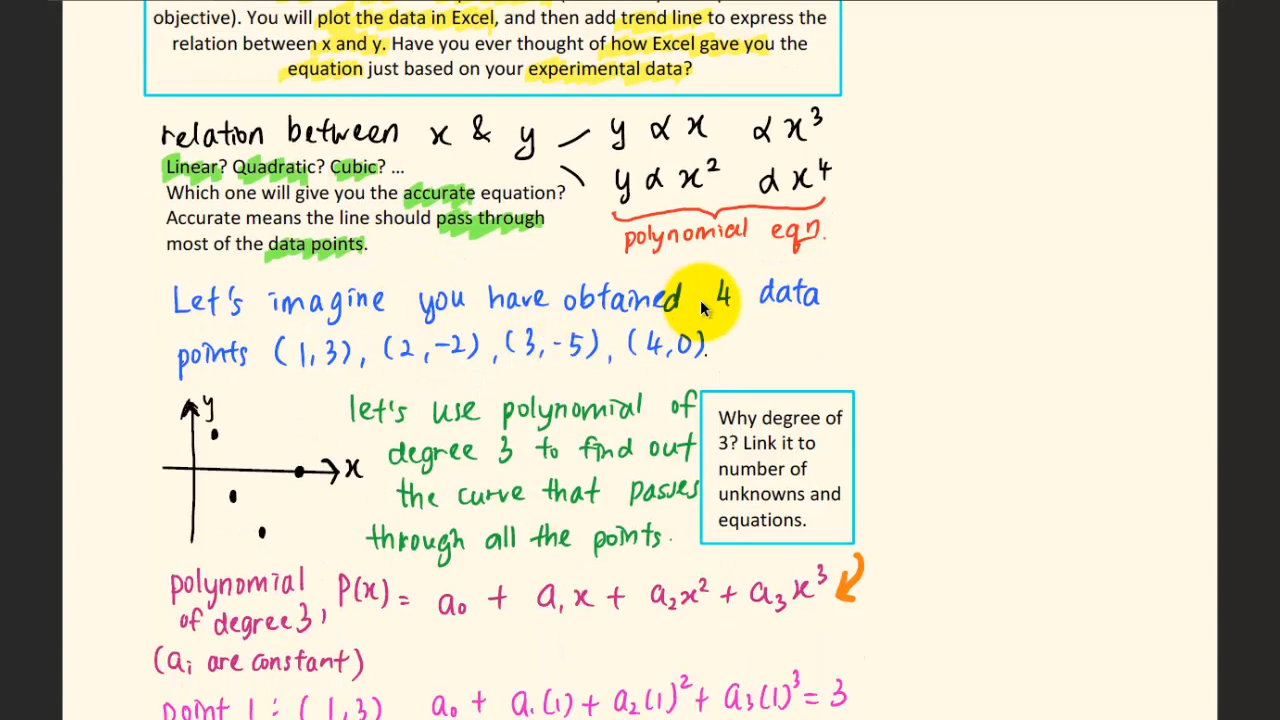 objective). You will plot the data in Excel, and then add trend line to express the
relation between x and y. Have you ever thought of how Excel gave you the
equation just based on your experimental data?
relation between x & y
y ∝ x ∝ x³
y ∝ x² ∝ x⁴
polynomial eqn.
Linear? Quadratic? Cubic? ...
Which one will give you the accurate equation?
Accurate means the line should pass through
most of the data points.
Let's imagine you have obtained 4 data
points (1,3), (2,-2), (3,-5), (4,0).
y
x
let's use polynomial of
degree 3 to find out
the curve that passes
through all the points.
Why degree of
3? Link it to
number of
unknowns and
equations.
polynomial
of degree 3,
P(x) = a₀ + a₁x + a₂x² + a₃x³
(aᵢ are constant)
point 1 : (1,3) a₀ + a₁(1) + a₂(1)² + a₃(1)³ = 3